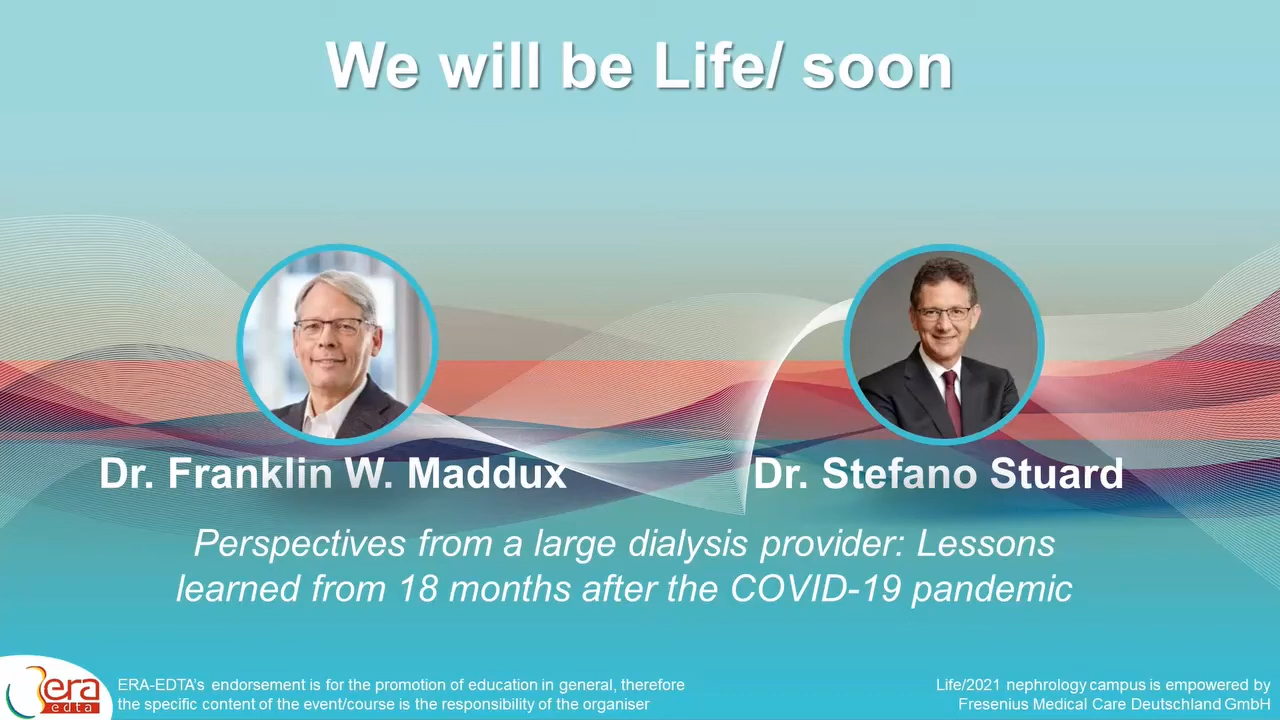 We will be Life/ soon
Dr. Franklin W. Maddux
Dr. Stefano Stuard
Perspectives from a large dialysis provider: Lessons
learned from 18 months after the COVID-19 pandemic
era
edta
ERA-EDTA's endorsement is for the promotion of education in general, therefore
the specific content of the event/course is the responsibility of the organiser
Life/2021 nephrology campus is empowered by
Fresenius Medical Care Deutschland GmbH